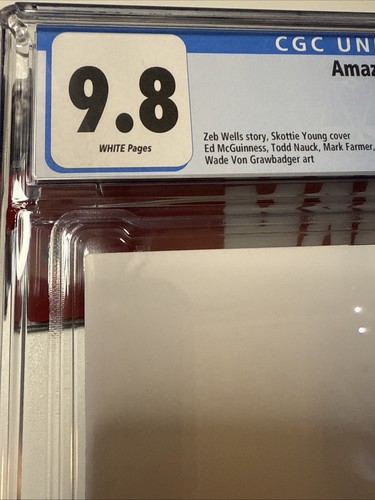 CGC UN
Amaz
9.8
WHITE Pages
Zeb Wells story, Skottie Young cover
Ed McGuinness, Todd Nauck, Mark Farmer,
Wade Von Grawbadger art